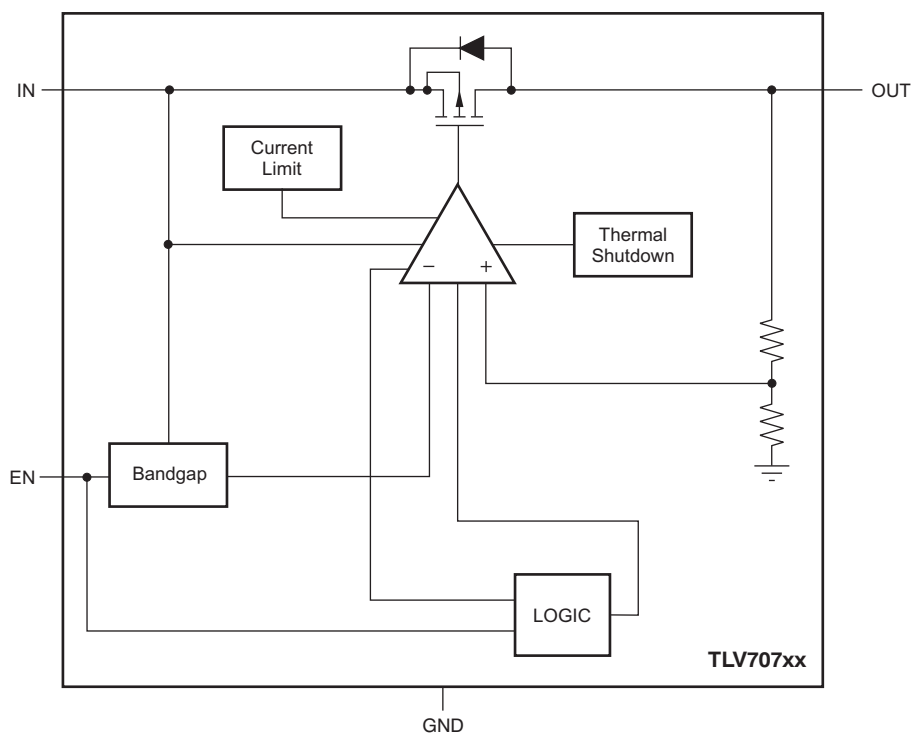 IN
OUT
Current
Limit
Thermal
Shutdown
−
+
EN
Bandgap
LOGIC
TLV707xx
GND